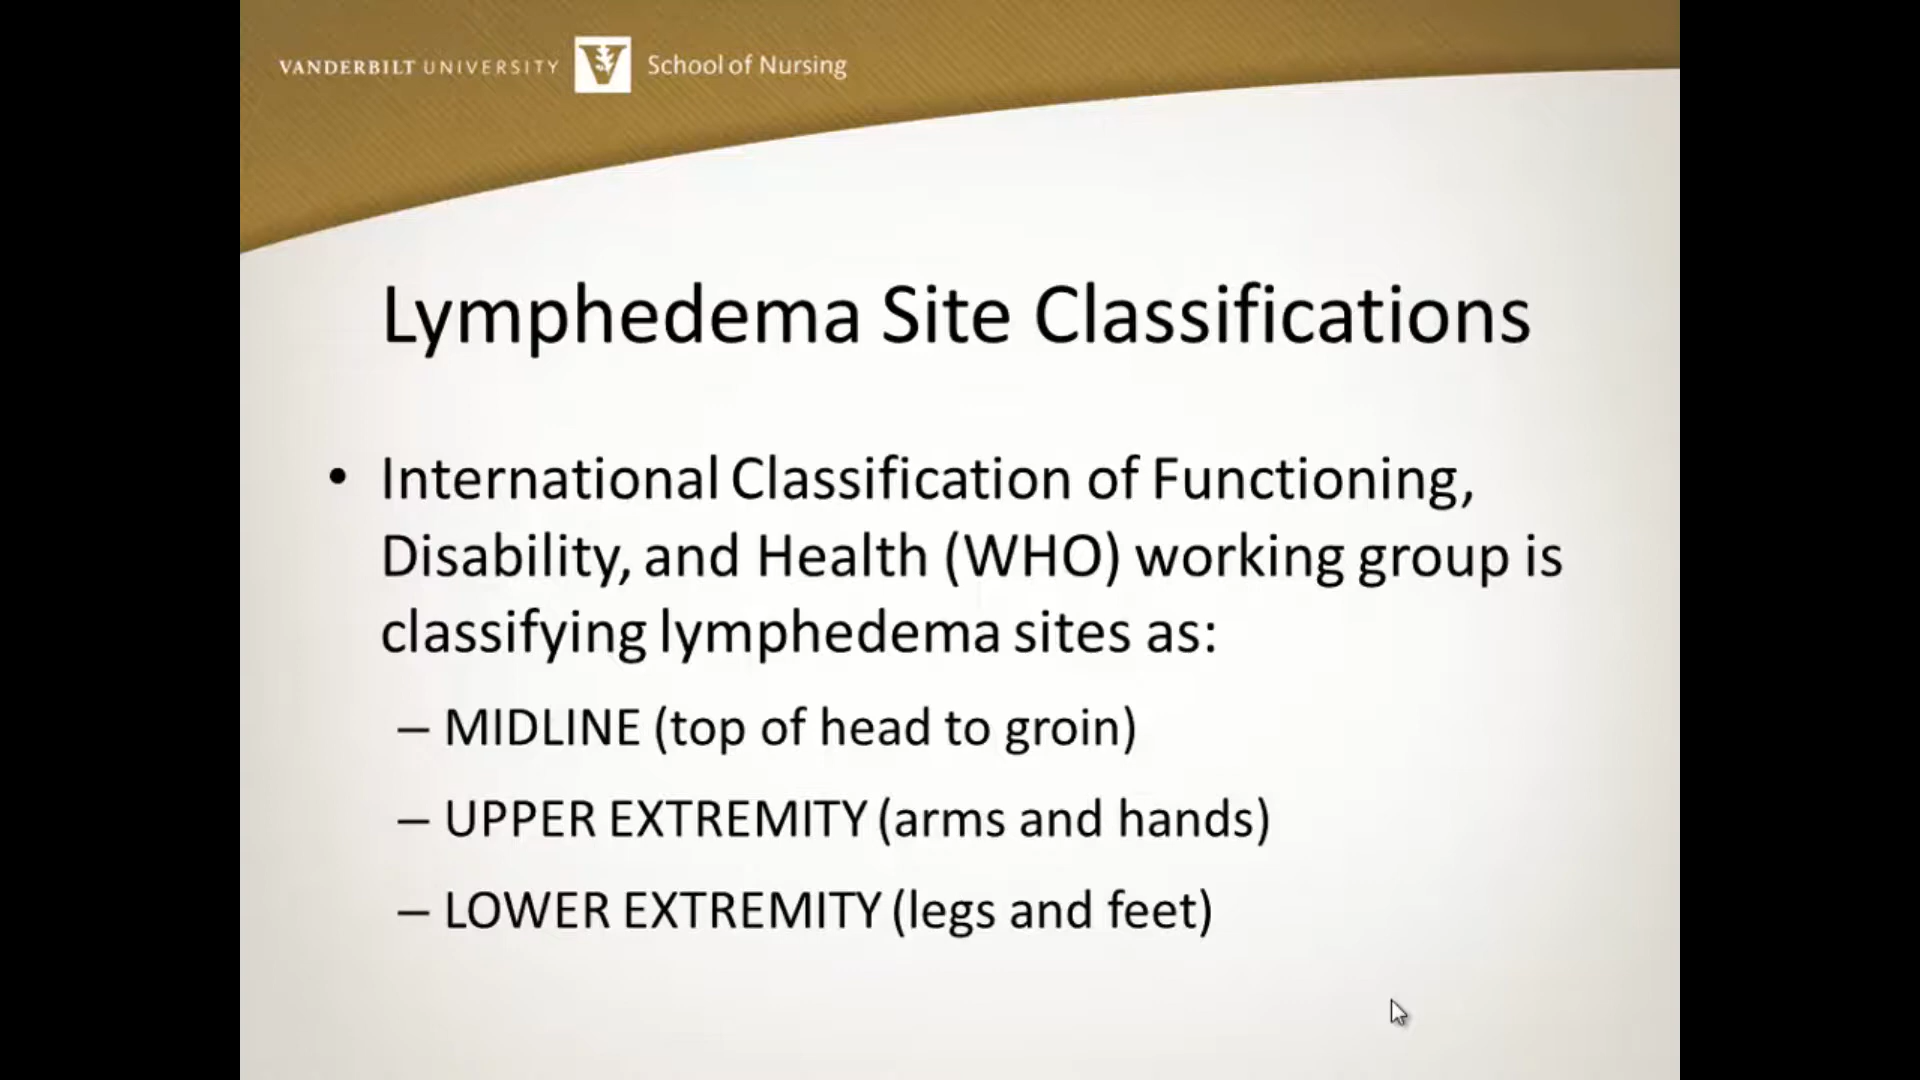 VANDERBILT UNIVERSITY V School of Nursing
Lymphedema Site Classifications
• International Classification of Functioning,
Disability, and Health (WHO) working group is
classifying lymphedema sites as:
– MIDLINE (top of head to groin)
– UPPER EXTREMITY (arms and hands)
– LOWER EXTREMITY (legs and feet)